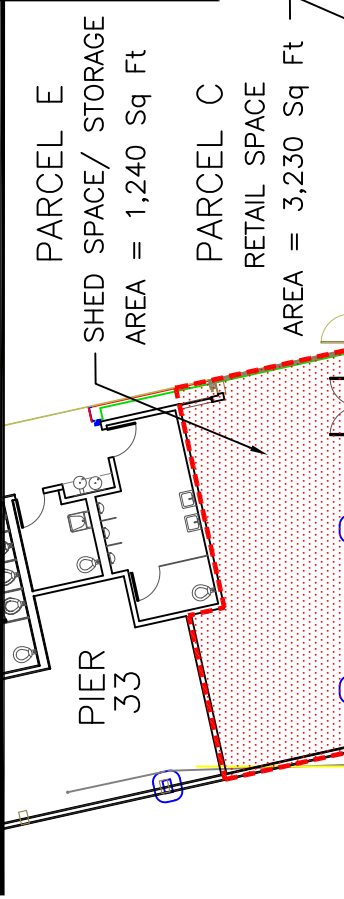 PARCEL E
SHED SPACE/ STORAGE
AREA = 1,240 Sq Ft
PARCEL C
RETAIL SPACE
AREA = 3,230 Sq Ft
PIER
33